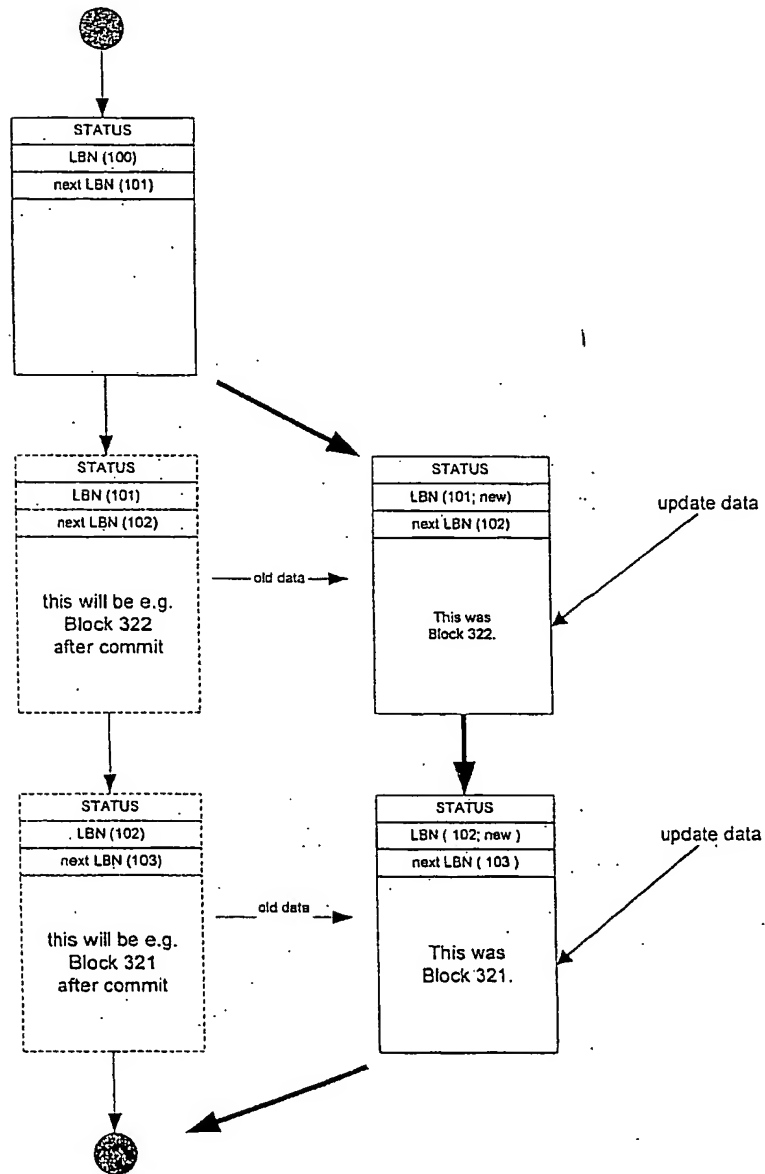 STATUS
LBN (100)
next LBN (101)
STATUS
LBN (101)
next LBN (102)
this will be e.g.
Block 322
after commit
old data
STATUS
LBN (101; new)
next LBN (102)
This was
Block 322.
update data
STATUS
LBN (102)
next LBN (103)
this will be e.g.
Block 321
after commit
old data
STATUS
LBN ( 102; new )
next LBN ( 103 )
This was
Block 321.
update data